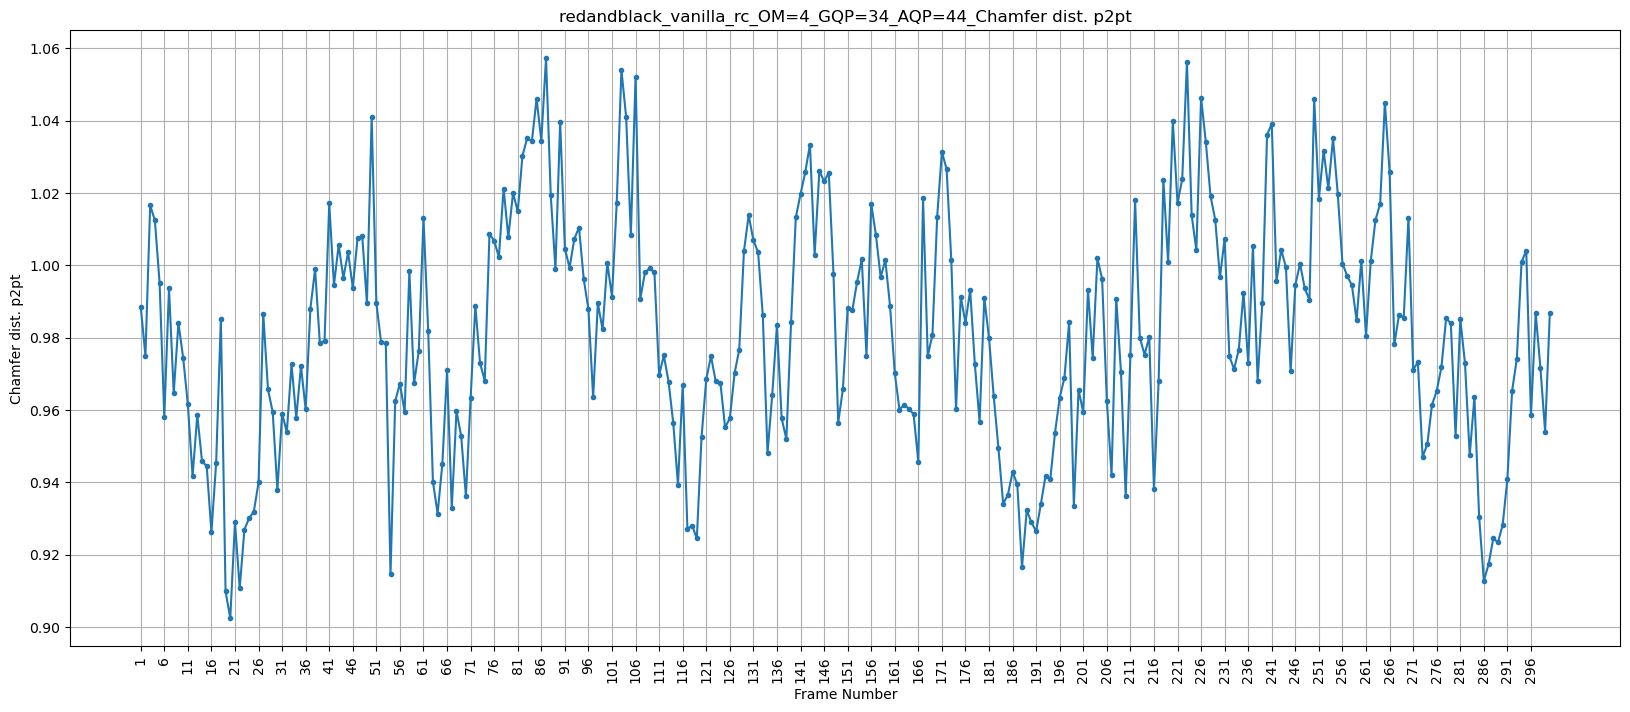 redandblack_vanilla_rc_OM=4_GQP=34_AQP=44_Chamfer dist. p2pt
Chamfer dist. p2pt
1.06
1.04
1.02
1.00
0.98
0.96
0.94
0.92
0.90
1 6 11 16 21 26 31 36 41 46 51 56 61 66 71 76 81 86 91 96 101 106 111 116 121 126 131 136 141 146 151 156 161 166 171 176 181 186 191 196 201 206 211 216 221 226 231 236 241 246 251 256 261 266 271 276 281 286 291 296
Frame Number